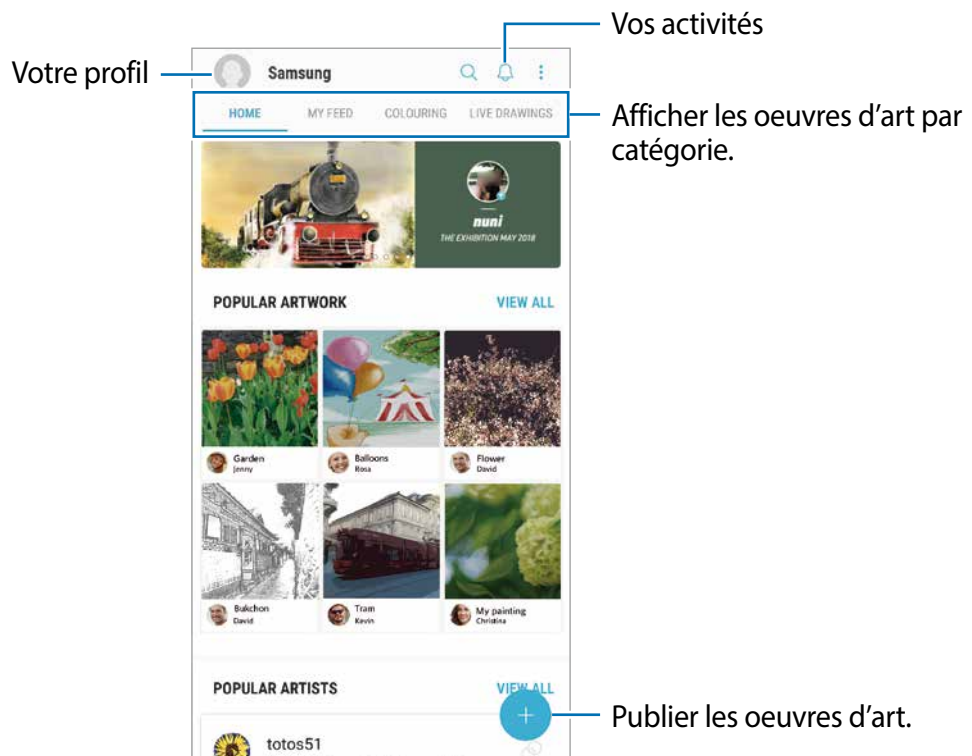 Vos activités
Votre profil
Samsung
HOME MY FEED COLOURING LIVE DRAWINGS
Afficher les oeuvres d'art par
catégorie.
nuni
THE EXHIBITION MAY 2018
POPULAR ARTWORK VIEW ALL
Garden
Jenny
Balloons
Rosa
Flower
David
Bukchon
David
Tram
Kevin
My painting
Christina
POPULAR ARTISTS VIEW ALL
Publier les oeuvres d'art.
totos51